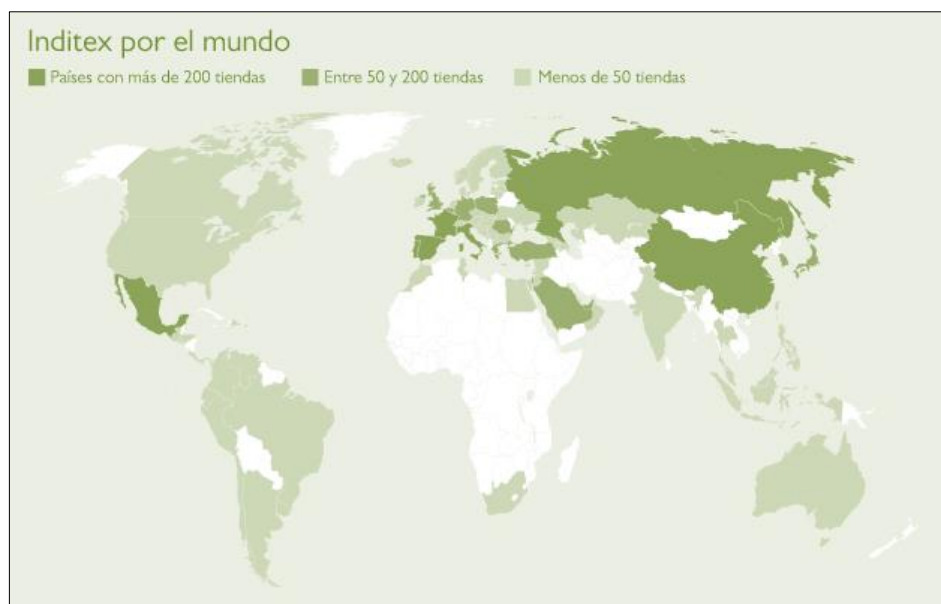 Inditex por el mundo
Países con más de 200 tiendas Entre 50 y 200 tiendas Menos de 50 tiendas